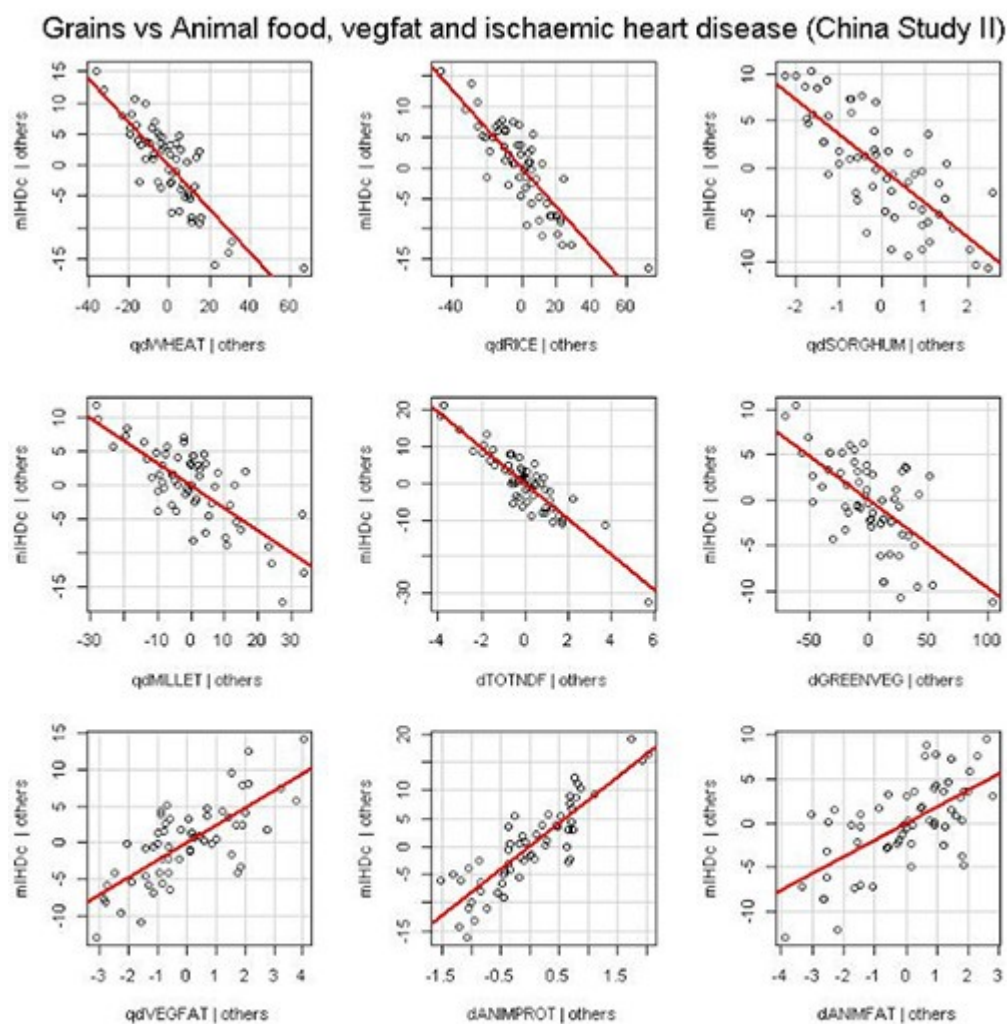 Grains vs Animal food, vegfat and ischaemic heart disease (China Study II)
mIHDc | others
15
10
5
0
-5
-15
-40 -20 0 20 40 60
qdWHEAT | others
mIHDc | others
15
10
5
0
-5
-15
-40 -20 0 20 40 60
qdRICE | others
mIHDc | others
10
5
0
-5
-10
-2 -1 0 1 2
qdSORGHUM | others
mIHDc | others
10
5
0
-5
-15
-30 -10 0 10 20 30
qdMILLET | others
mIHDc | others
20
10
0
-10
-30
-4 -2 0 2 4 6
dTOTNDF | others
mIHDc | others
10
5
0
-5
-10
-50 0 50 100
dGREENVEG | others
mIHDc | others
15
10
5
0
-5
-10
-3 -2 -1 0 1 2 3 4
qdVEGFAT | others
mIHDc | others
20
10
5
0
-5
-15
-1.5 -0.5 0.5 1.5
dANIMPROT | others
mIHDc | others
10
5
0
-5
-10
-4 -3 -2 -1 0 1 2 3
dANIMFAT | others